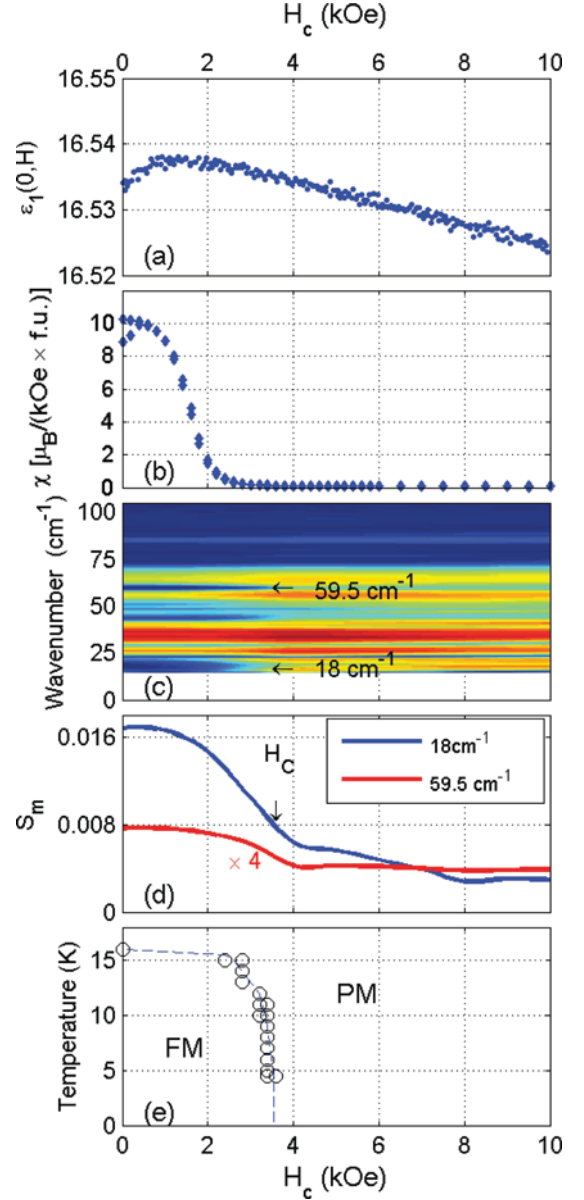 H_c (kOe)
0 2 4 6 8 10
16.55
16.54
16.53
16.52
ε₁(0,H)
(a)
10
8
6
4
2
0
χ [μ_B/(kOe × f.u.)]
(b)
100
75
50
25
0
Wavenumber (cm⁻¹)
← 59.5 cm⁻¹
← 18 cm⁻¹
(c)
0.016
0.008
0
S_m
H_C
↓
18cm⁻¹
59.5 cm⁻¹
× 4
(d)
15
10
5
0
Temperature (K)
FM
PM
(e)
0 2 4 6 8 10
H_c (kOe)